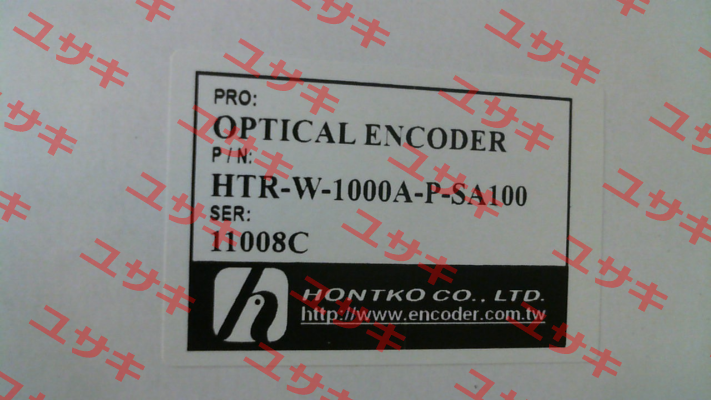 PRO:
OPTICAL ENCODER
P/N:
HTR-W-1000A-P-SA100
SER:
11008C
HONTKO CO., LTD.
http://www.encoder.com.tw
ユサキ